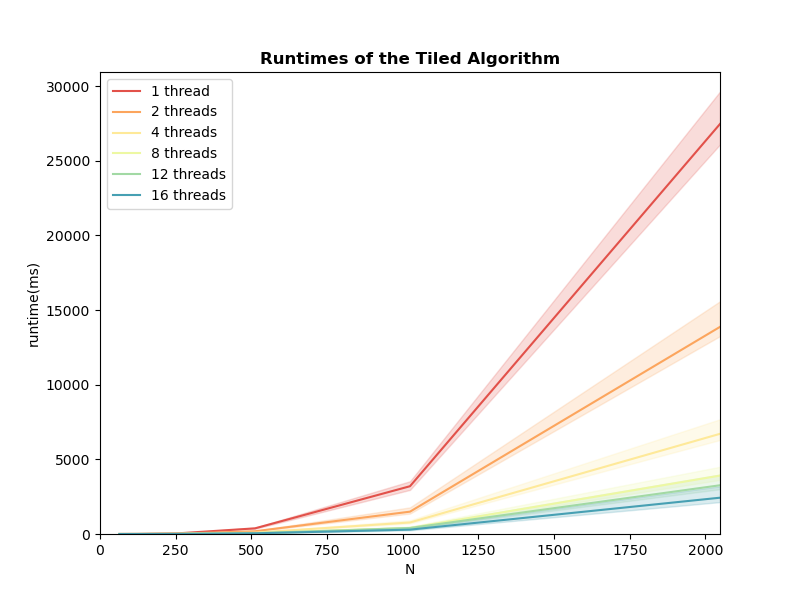 Runtimes of the Tiled Algorithm
30000
25000
20000
15000
10000
5000
0
runtime(ms)
1 thread
2 threads
4 threads
8 threads
12 threads
16 threads
0 250 500 750 1000 1250 1500 1750 2000
N